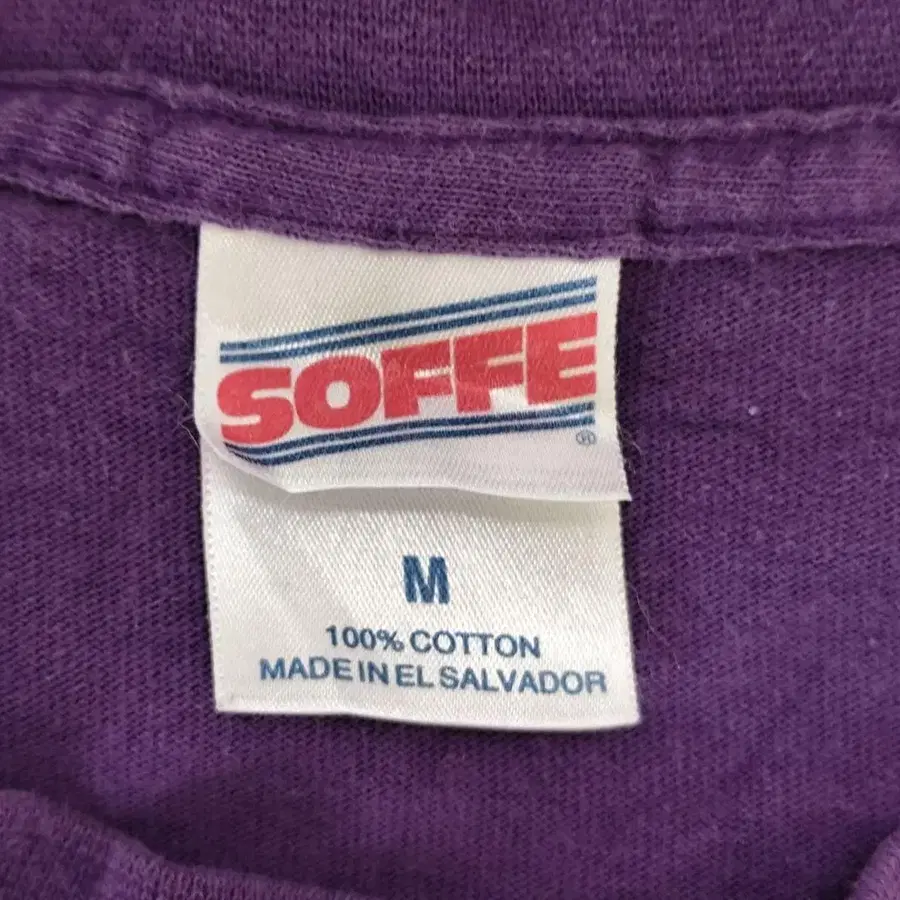 SOFFE
®
M
100% COTTON
MADE IN EL SALVADOR